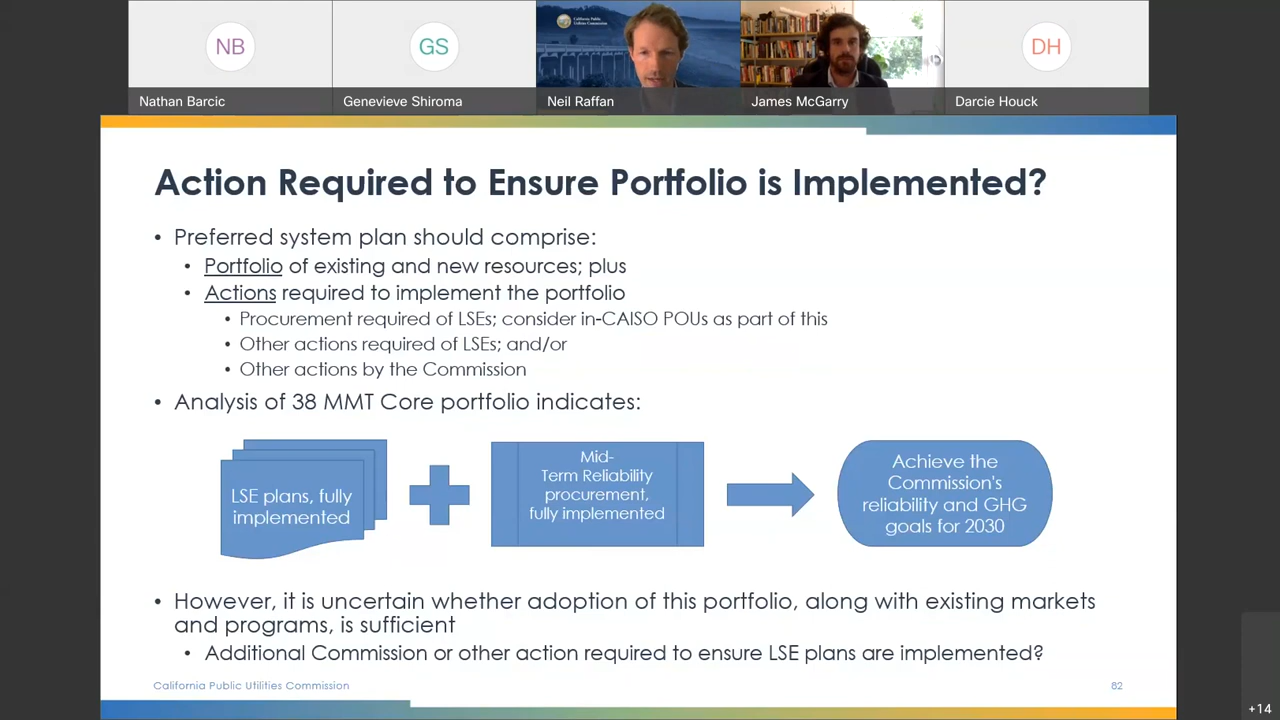 NB
GS
California Public
Utilities Commission
DH
Nathan Barcic
Genevieve Shiroma
Neil Raffan
James McGarry
Darcie Houck
Action Required to Ensure Portfolio is Implemented?
• Preferred system plan should comprise:
• Portfolio of existing and new resources; plus
• Actions required to implement the portfolio
• Procurement required of LSEs; consider in-CAISO POUs as part of this
• Other actions required of LSEs; and/or
• Other actions by the Commission
• Analysis of 38 MMT Core portfolio indicates:
LSE plans, fully
implemented
Mid-
Term Reliability
procurement,
fully implemented
Achieve the
Commission's
reliability and GHG
goals for 2030
• However, it is uncertain whether adoption of this portfolio, along with existing markets
and programs, is sufficient
• Additional Commission or other action required to ensure LSE plans are implemented?
California Public Utilities Commission
82
+14